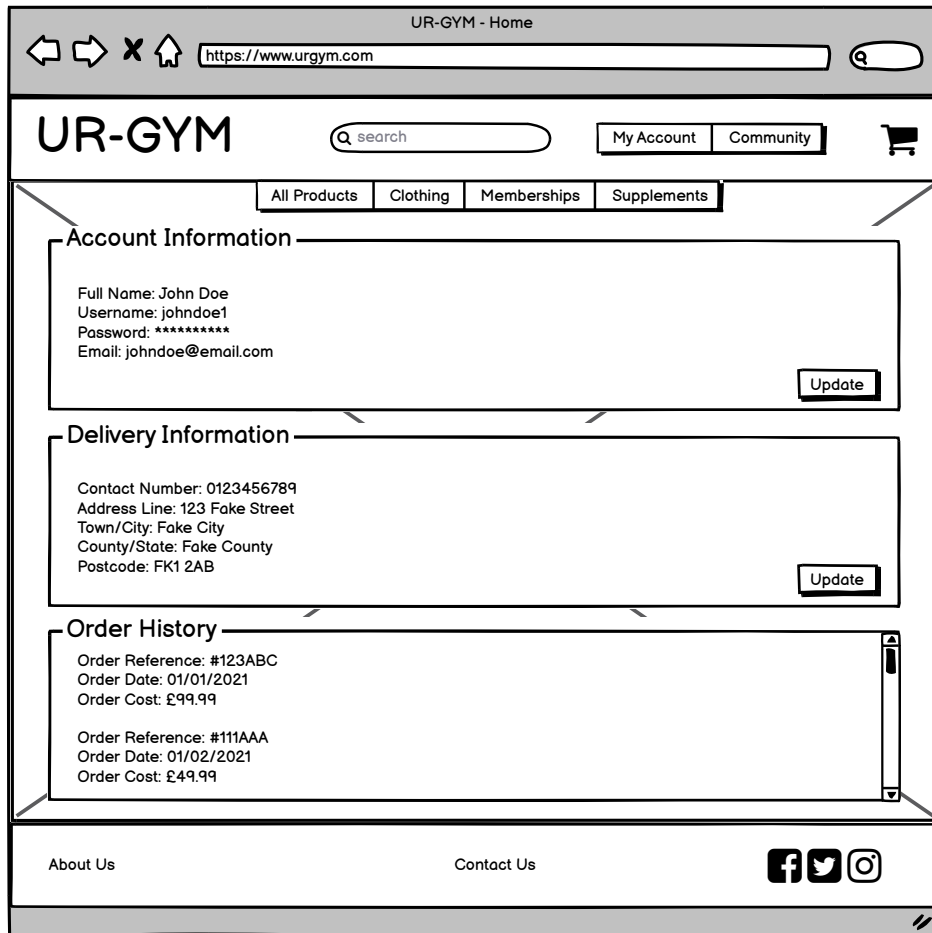 UR-GYM - Home
https://www.urgym.com
UR-GYM
search
My Account
Community
All Products
Clothing
Memberships
Supplements
Account Information
Full Name: John Doe
Username: johndoe1
Password: **********
Email: johndoe@email.com
Update
Delivery Information
Contact Number: 0123456789
Address Line: 123 Fake Street
Town/City: Fake City
County/State: Fake County
Postcode: FK1 2AB
Update
Order History
Order Reference: #123ABC
Order Date: 01/01/2021
Order Cost: £99.99
Order Reference: #111AAA
Order Date: 01/02/2021
Order Cost: £49.99
About Us
Contact Us